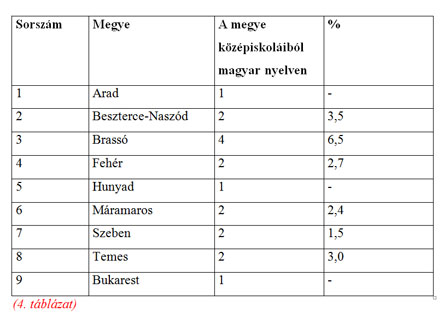 Sorszám Megye A megye %
középiskoláiból
magyar nyelven
1 Arad 1 -
2 Beszterce-Naszód 2 3,5
3 Brassó 4 6,5
4 Fehér 2 2,7
5 Hunyad 1 -
6 Máramaros 2 2,4
7 Szeben 2 1,5
8 Temes 2 3,0
9 Bukarest 1 -
(4. táblázat)